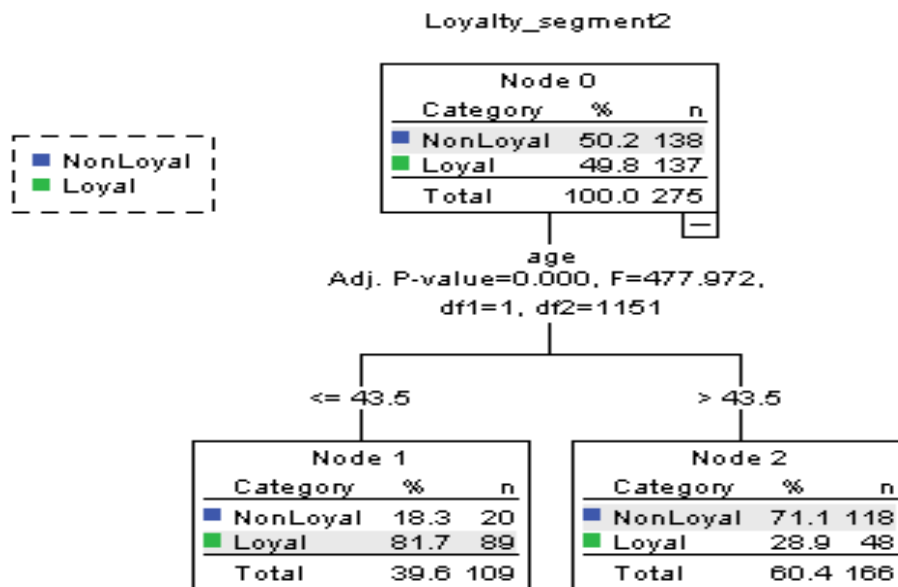 Loyalty_segment2
NonLoyal
Loyal
Node 0
Category % n
NonLoyal 50.2 138
Loyal 49.8 137
Total 100.0 275
age
Adj. P-value=0.000, F=477.972,
df1=1, df2=1151
<= 43.5
> 43.5
Node 1
Category % n
NonLoyal 18.3 20
Loyal 81.7 89
Total 39.6 109
Node 2
Category % n
NonLoyal 71.1 118
Loyal 28.9 48
Total 60.4 166